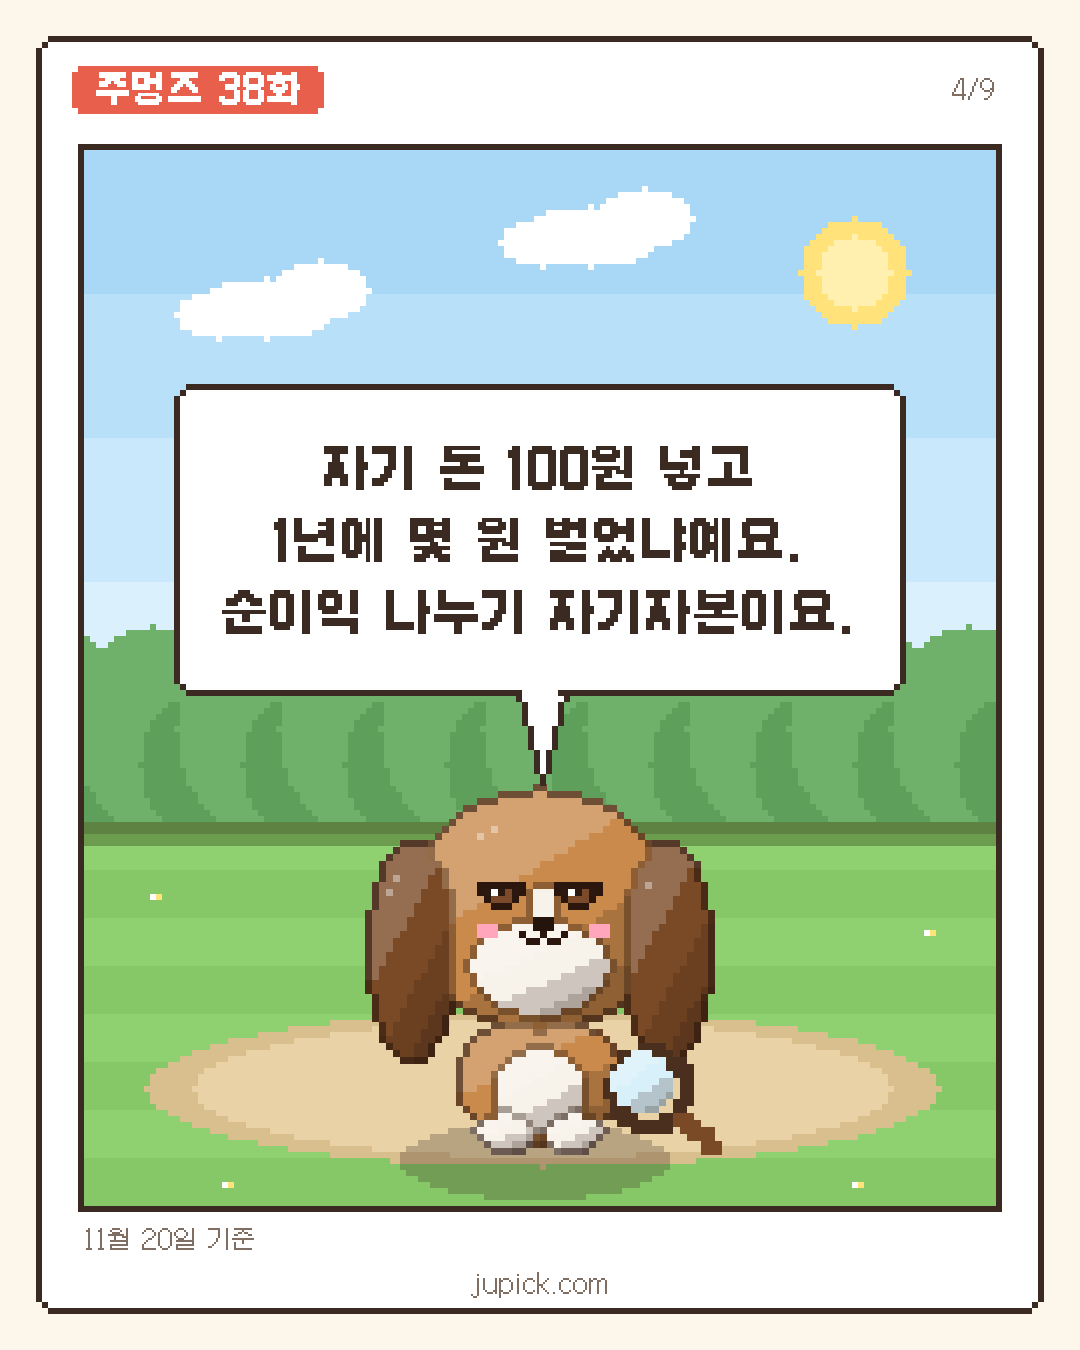 주멍즈 38화
4/9
자기 돈 100원 넣고
1년에 몇 원 벌었냐예요.
순이익 나누기 자기자본이요.
11월 20일 기준
jupick.com